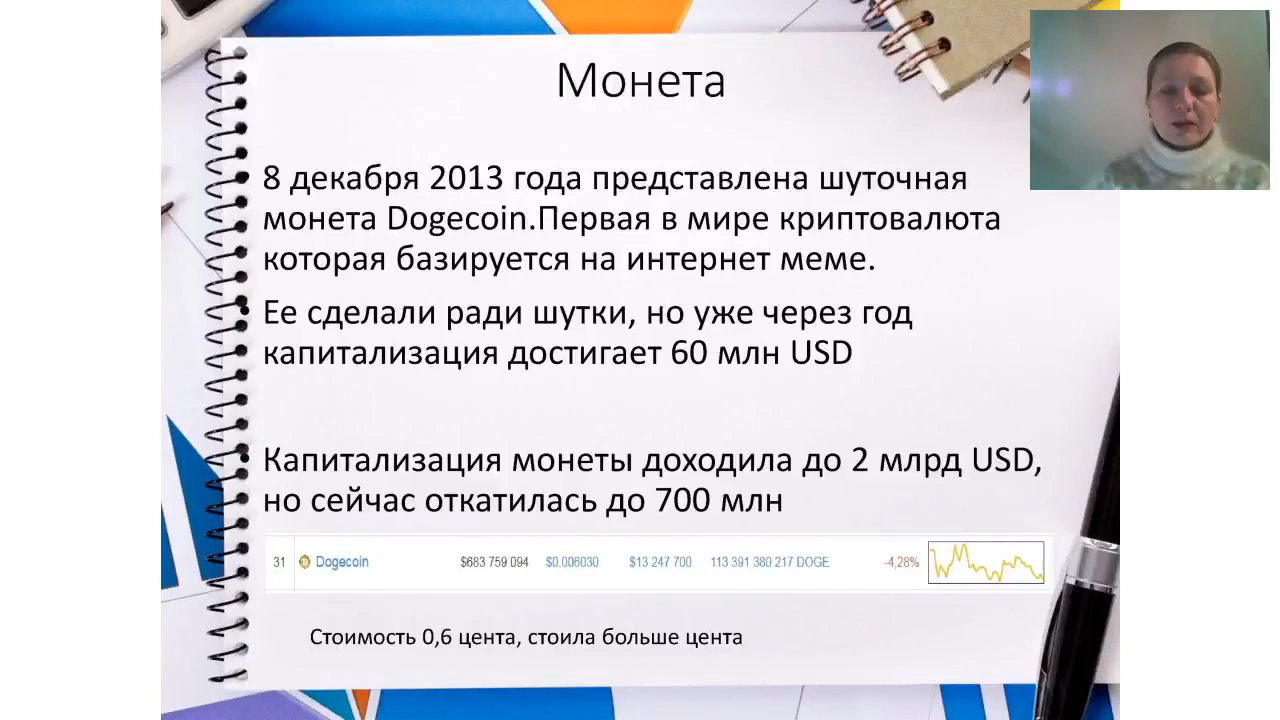 Монета
8 декабря 2013 года представлена шуточная
монета Dogecoin.Первая в мире криптовалюта
которая базируется на интернет меме.
• Ее сделали ради шутки, но уже через год
капитализация достигает 60 млн USD
• Капитализация монеты доходила до 2 млрд USD,
но сейчас откатилась до 700 млн
31 Dogecoin $683 759 094 $0,006030 $13 247 700 113 391 380 217 DOGE -4,28%
Стоимость 0,6 цента, стоила больше цента